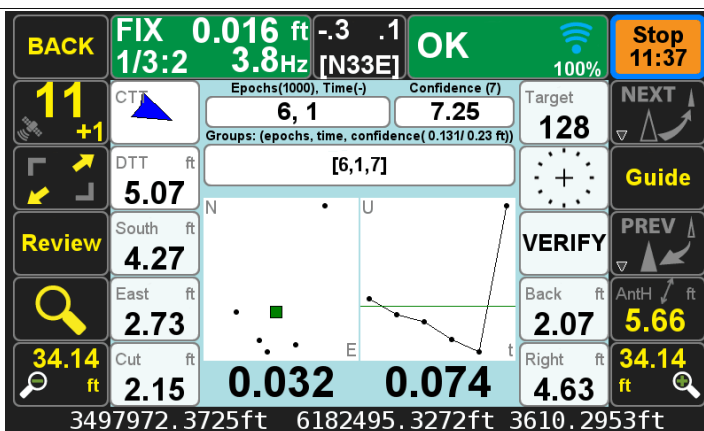 BACK
FIX 0.016 ft
1/3:2 3.8Hz
-.3 .1
[N33E]
OK
100%
Stop
11:37
11
+1
CTT
Epochs(1000), Time(-)
6, 1
Confidence (7)
7.25
Target
128
NEXT
Groups: (epochs, time, confidence( 0.131/ 0.23 ft))
[6,1,7]
DTT ft
5.07
Guide
Review
South ft
4.27
N
E
U
t
VERIFY
PREV
East ft
2.73
Back ft
2.07
AntH ft
5.66
34.14
ft
Cut ft
2.15
0.032
0.074
Right ft
4.63
34.14
ft
3497972.3725ft 6182495.3272ft 3610.2953ft